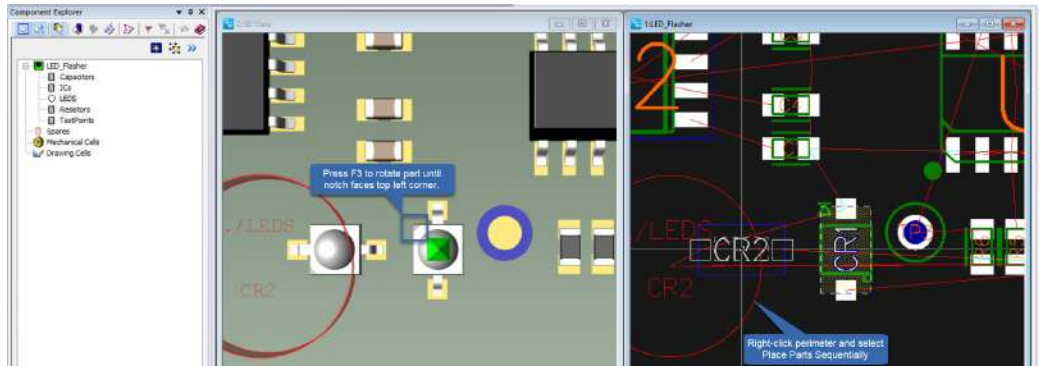 Component Explorer
LED_Flasher
Capacitors
ICs
LEDS
Resistors
TestPoints
Spares
Mechanical Cells
Drawing Cells
Press F3 to rotate part until
notch faces top left corner.
/LEDS
CR2
1:LED_Flasher
2
/LEDS
CR2
CR1
CR2
Right-click perimeter and select
Place Parts Sequentially